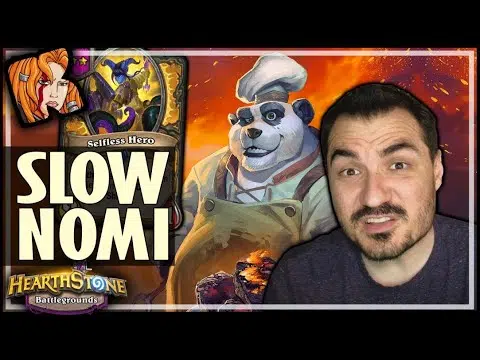 Selfless Hero
SLOW
NOMI
HEARTHSTONE
Battlegrounds